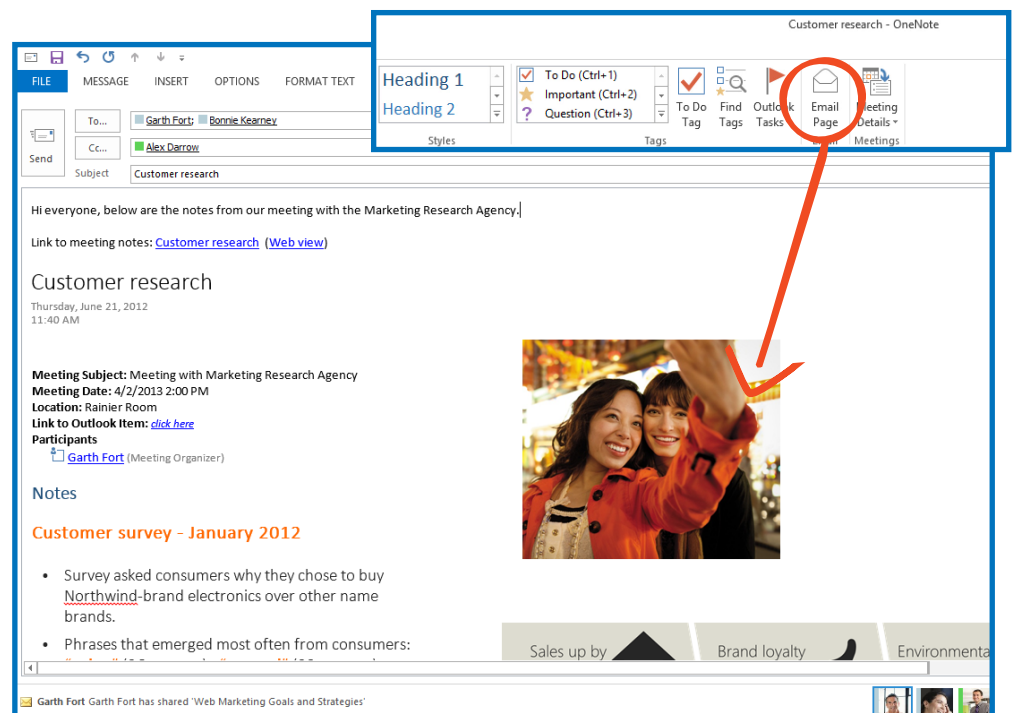 Customer research - OneNote
Heading 1
Heading 2
Styles
To Do (Ctrl+1)
Important (Ctrl+2)
Question (Ctrl+3)
To Do
Tag
Find
Tags
Outlook
Tasks
Tags
Email
Page
Meeting
Details
Meetings
FILE MESSAGE INSERT OPTIONS FORMAT TEXT
Send
To... Garth Fort; Bonnie Kearney
Cc... Alex Darrow
Subject Customer research
Hi everyone, below are the notes from our meeting with the Marketing Research Agency.
Link to meeting notes: Customer research (Web view)
Customer research
Thursday, June 21, 2012
11:40 AM
Meeting Subject: Meeting with Marketing Research Agency
Meeting Date: 4/2/2013 2:00 PM
Location: Rainier Room
Link to Outlook Item: click here
Participants
Garth Fort (Meeting Organizer)
Notes
Customer survey - January 2012
• Survey asked consumers why they chose to buy
Northwind-brand electronics over other name
brands.
• Phrases that emerged most often from consumers:
Sales up by
Brand loyalty
Environmenta
Garth Fort Garth Fort has shared 'Web Marketing Goals and Strategies'